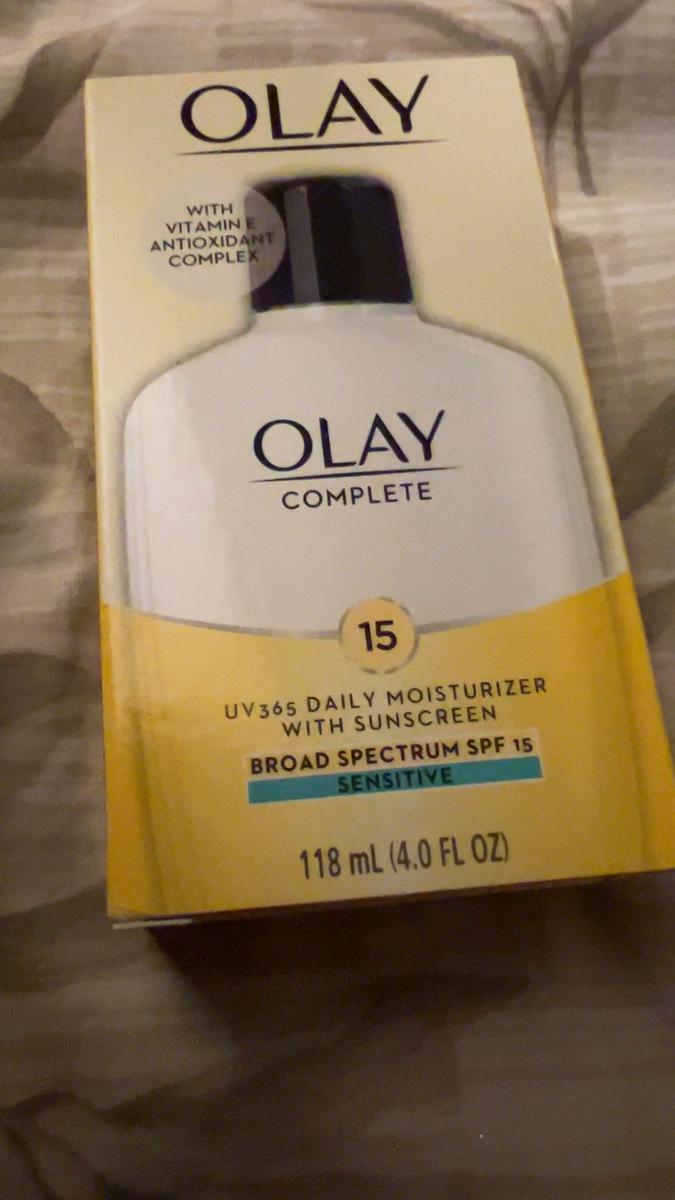 OLAY
WITH
VITAMIN E
ANTIOXIDANT
COMPLEX
OLAY
COMPLETE
15
UV365 DAILY MOISTURIZER
WITH SUNSCREEN
BROAD SPECTRUM SPF 15
SENSITIVE
118 mL (4.0 FL OZ)